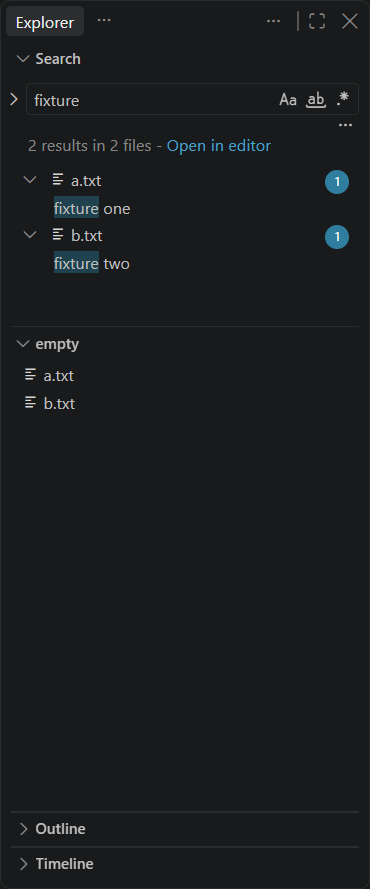 Explorer
Search
fixture Aa ab .*
2 results in 2 files - Open in editor
a.txt 1
fixture one
b.txt 1
fixture two
empty
a.txt
b.txt
Outline
Timeline